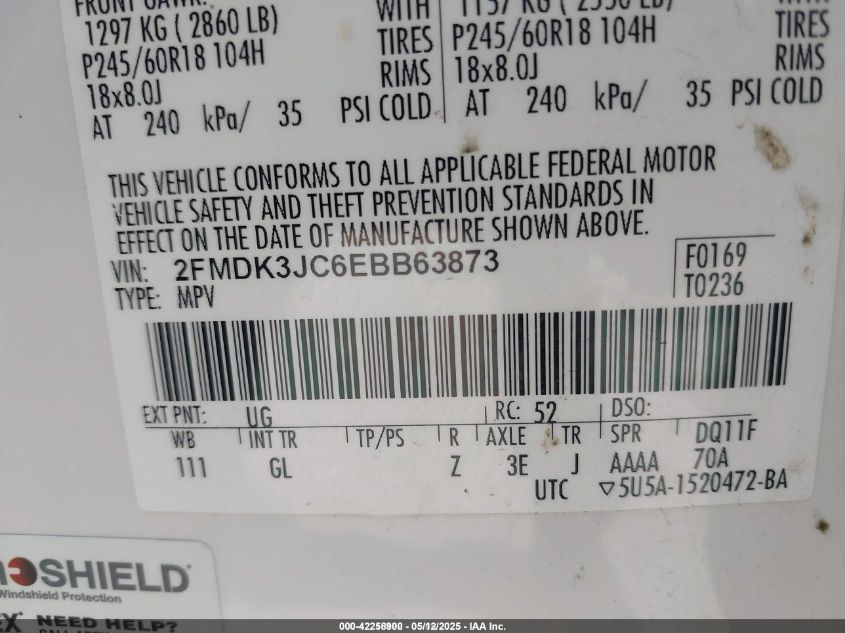 1297 KG ( 2860 LB) WITH
P245/60R18 104H TIRES P245/60R18 104H TIRES
18x8.0J RIMS 18x8.0J RIMS
AT 240 kPa/ 35 PSI COLD AT 240 kPa/ 35 PSI COLD
THIS VEHICLE CONFORMS TO ALL APPLICABLE FEDERAL MOTOR
VEHICLE SAFETY AND THEFT PREVENTION STANDARDS IN
EFFECT ON THE DATE OF MANUFACTURE SHOWN ABOVE.
VIN: 2FMDK3JC6EBB63873 F0169
TYPE: MPV T0236
EXT PNT: UG RC: 52 DSO:
WB INT TR TP/PS R AXLE TR SPR DQ11F
111 GL Z 3E J AAAA 70A
UTC ▽5U5A-1520472-BA
SHIELD
Windshield Protection
NEED HELP?
000-42256900 - 05/12/2025 - IAA Inc.